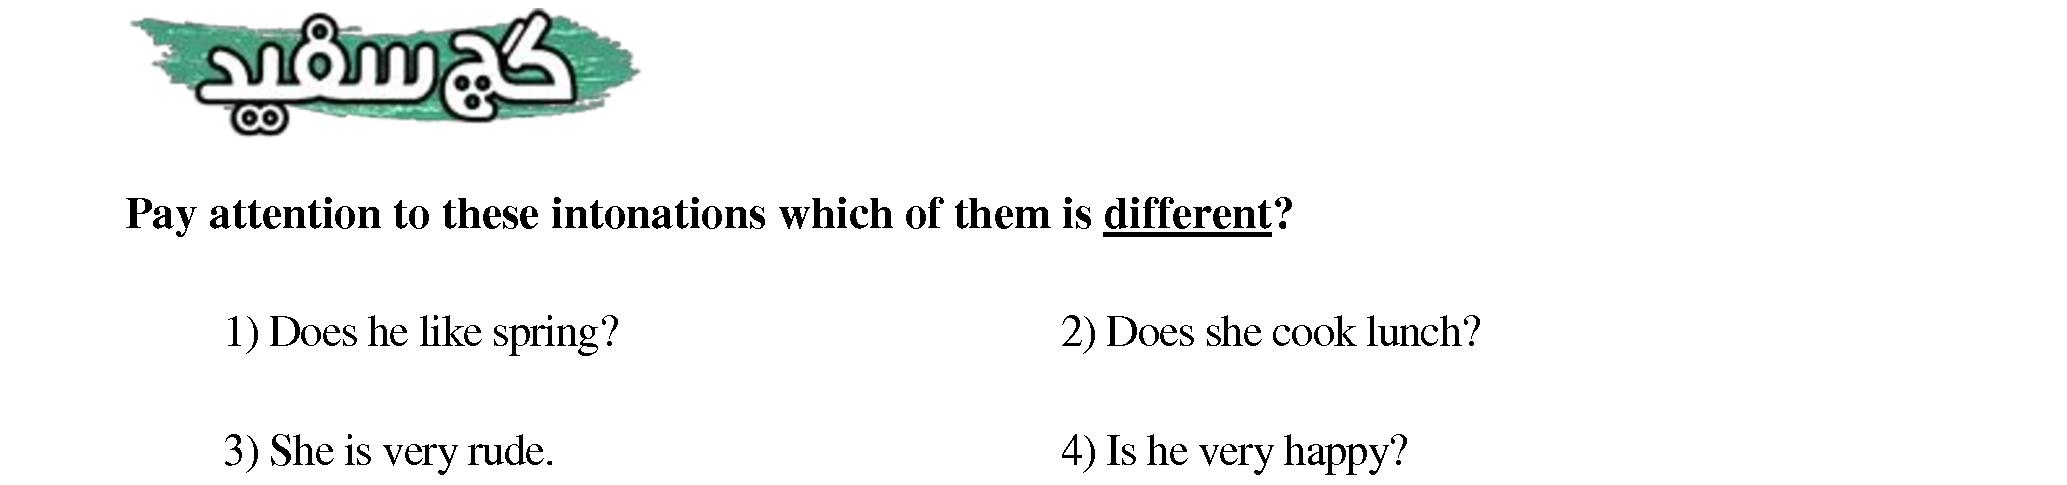 گچ سفید
Pay attention to these intonations which of them is different?
1) Does he like spring? 2) Does she cook lunch?
3) She is very rude. 4) Is he very happy?